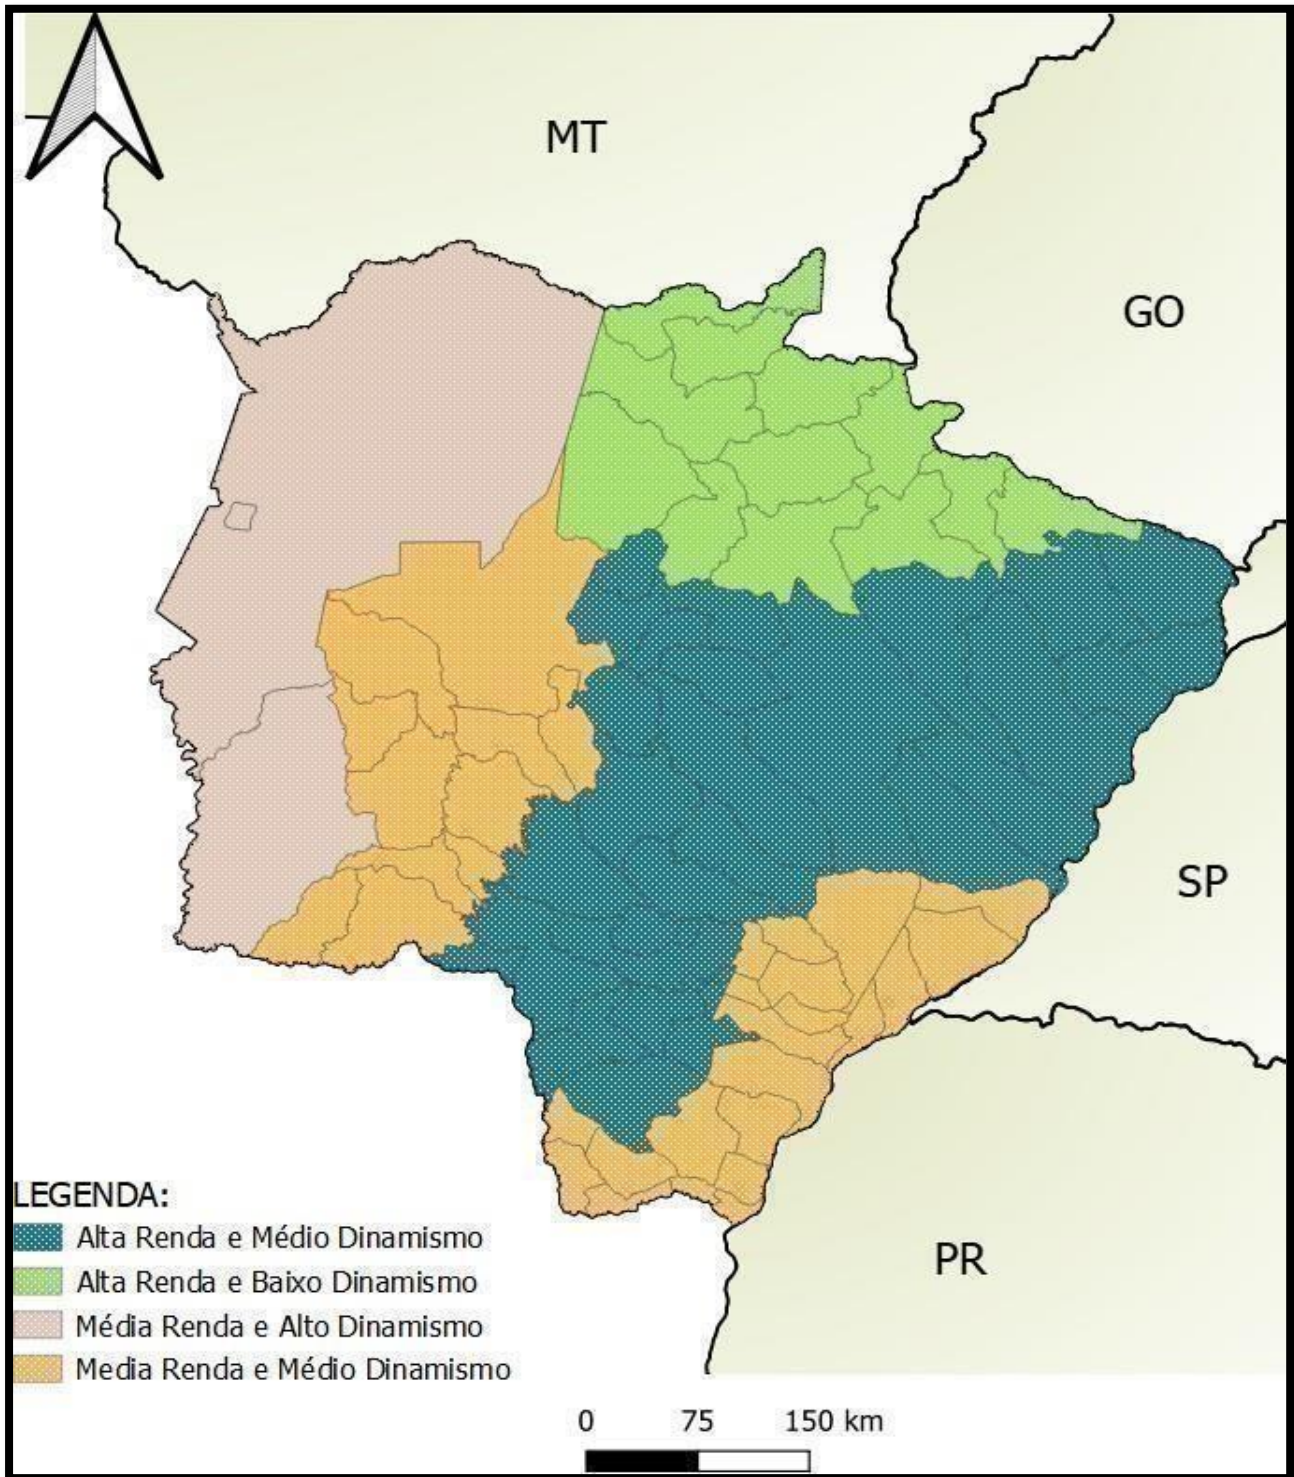 MT
GO
SP
PR
LEGENDA:
Alta Renda e Médio Dinamismo
Alta Renda e Baixo Dinamismo
Média Renda e Alto Dinamismo
Media Renda e Médio Dinamismo
0 75 150 km